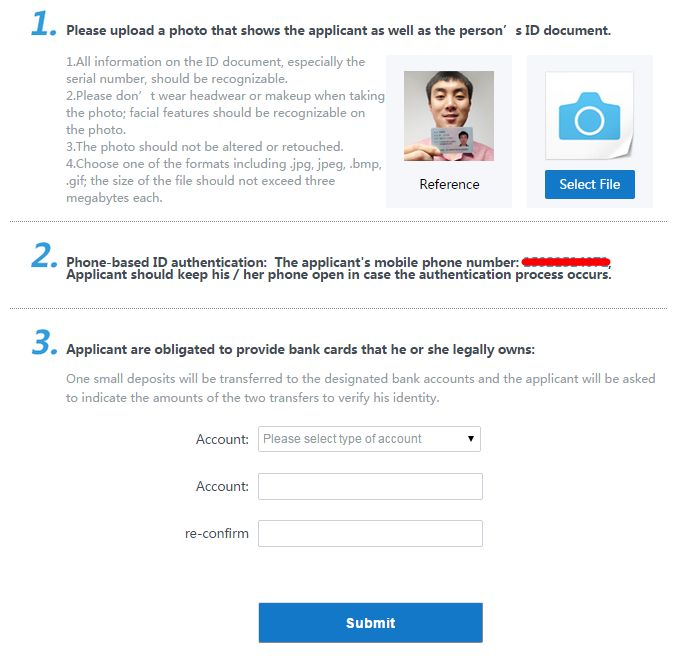 1. Please upload a photo that shows the applicant as well as the person’s ID document.
1.All information on the ID document, especially the
serial number, should be recognizable.
2.Please don’t wear headwear or makeup when taking
the photo; facial features should be recognizable on
the photo.
3.The photo should not be altered or retouched.
4.Choose one of the formats including .jpg, jpeg, .bmp,
.gif; the size of the file should not exceed three
megabytes each.
Reference
Select File
2. Phone-based ID authentication: The applicant's mobile phone number:
Applicant should keep his / her phone open in case the authentication process occurs.
3. Applicant are obligated to provide bank cards that he or she legally owns:
One small deposits will be transferred to the designated bank accounts and the applicant will be asked
to indicate the amounts of the two transfers to verify his identity.
Account: Please select type of account
Account:
re-confirm
Submit